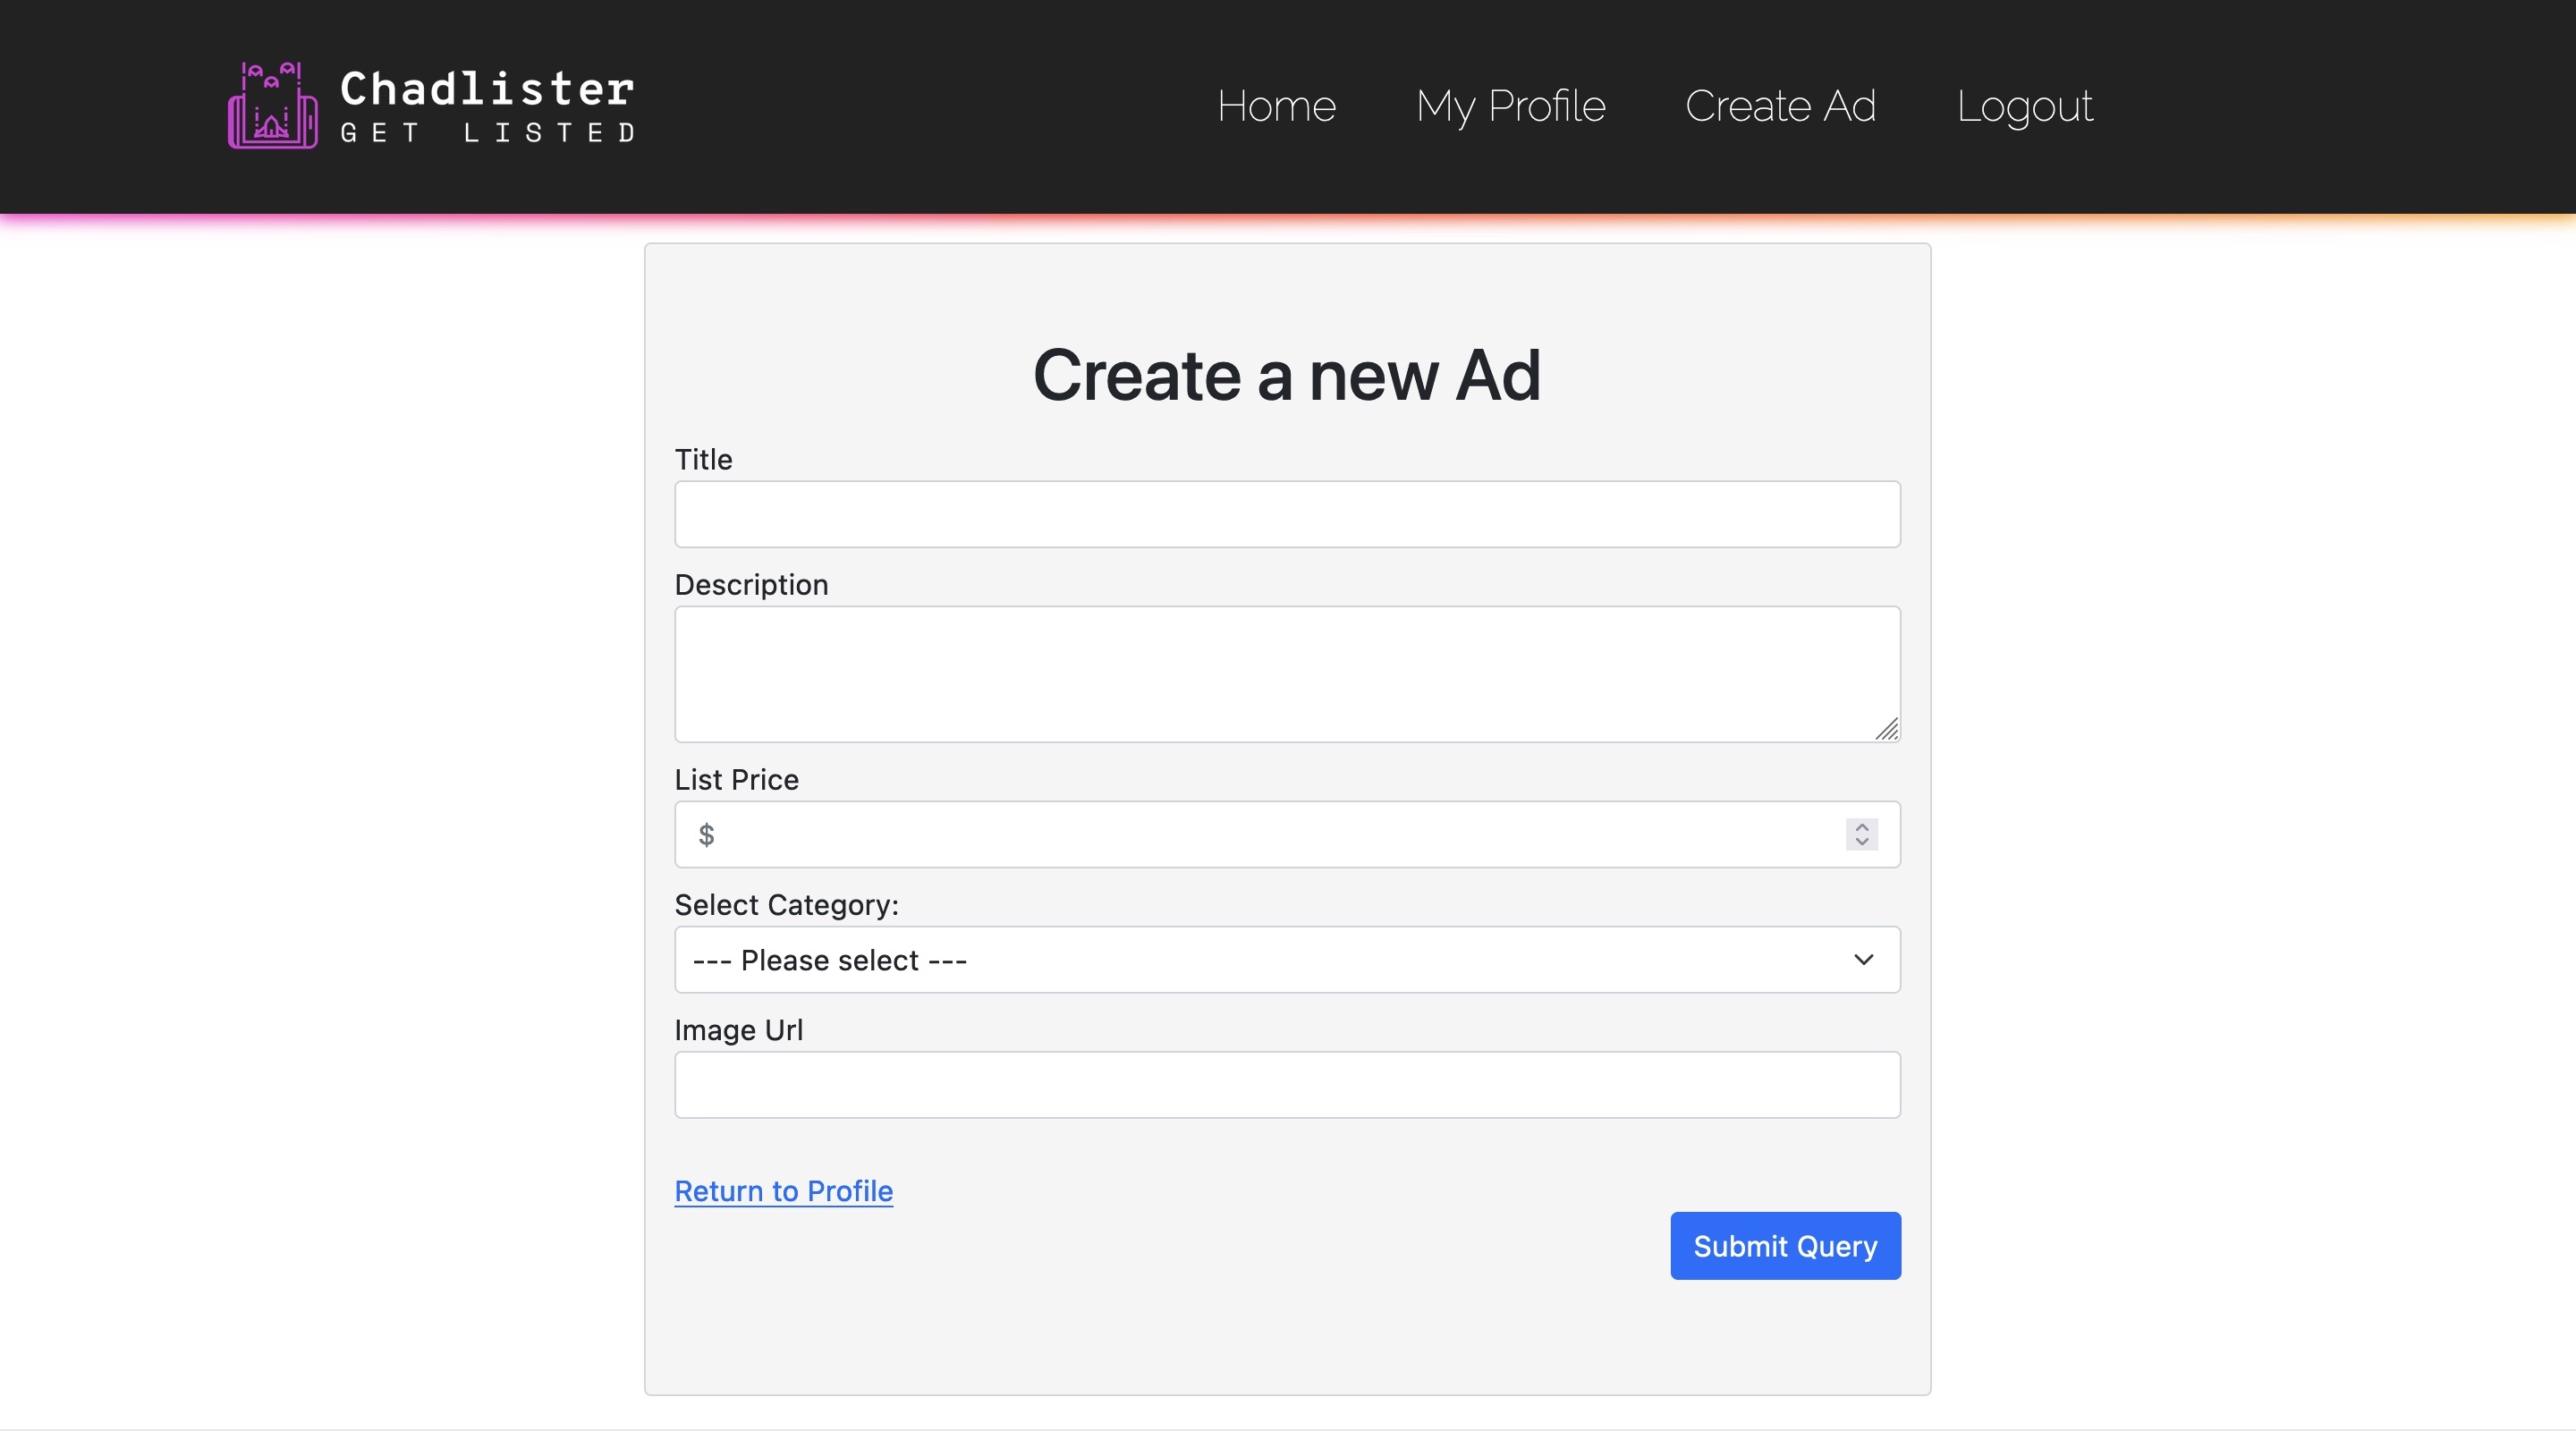 Chadlister
GET LISTED
Home My Profile Create Ad Logout
Create a new Ad
Title
Description
List Price
$
Select Category:
--- Please select ---
Image Url
Return to Profile
Submit Query